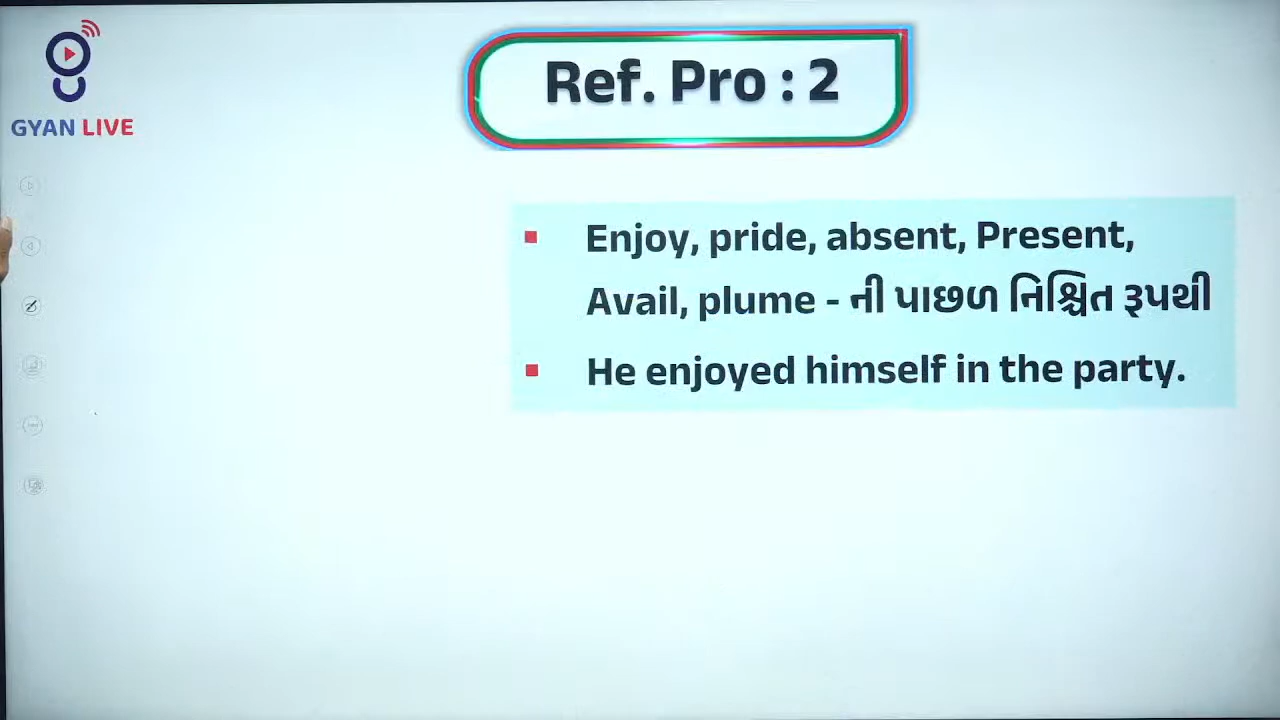 GYAN LIVE
Ref. Pro : 2
Enjoy, pride, absent, Present,
Avail, plume - ની પાછળ નિશ્ચિત રૂપથી
He enjoyed himself in the party.